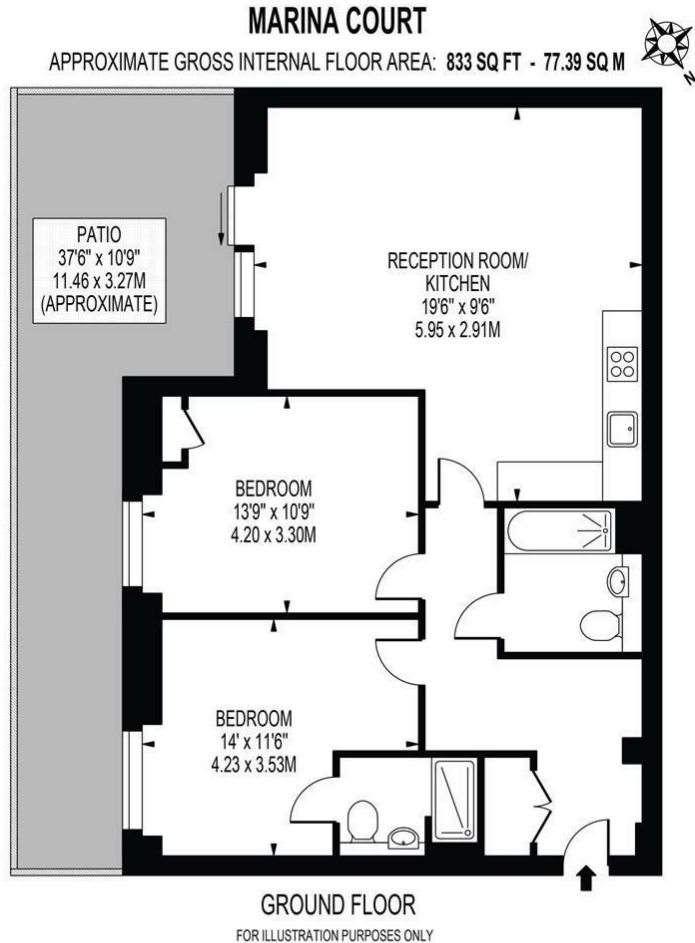 MARINA COURT
APPROXIMATE GROSS INTERNAL FLOOR AREA: 833 SQ FT - 77.39 SQ M
N
PATIO
37'6" x 10'9"
11.46 x 3.27M
(APPROXIMATE)
RECEPTION ROOM/
KITCHEN
19'6" x 9'6"
5.95 x 2.91M
BEDROOM
13'9" x 10'9"
4.20 x 3.30M
BEDROOM
14' x 11'6"
4.23 x 3.53M
GROUND FLOOR
FOR ILLUSTRATION PURPOSES ONLY